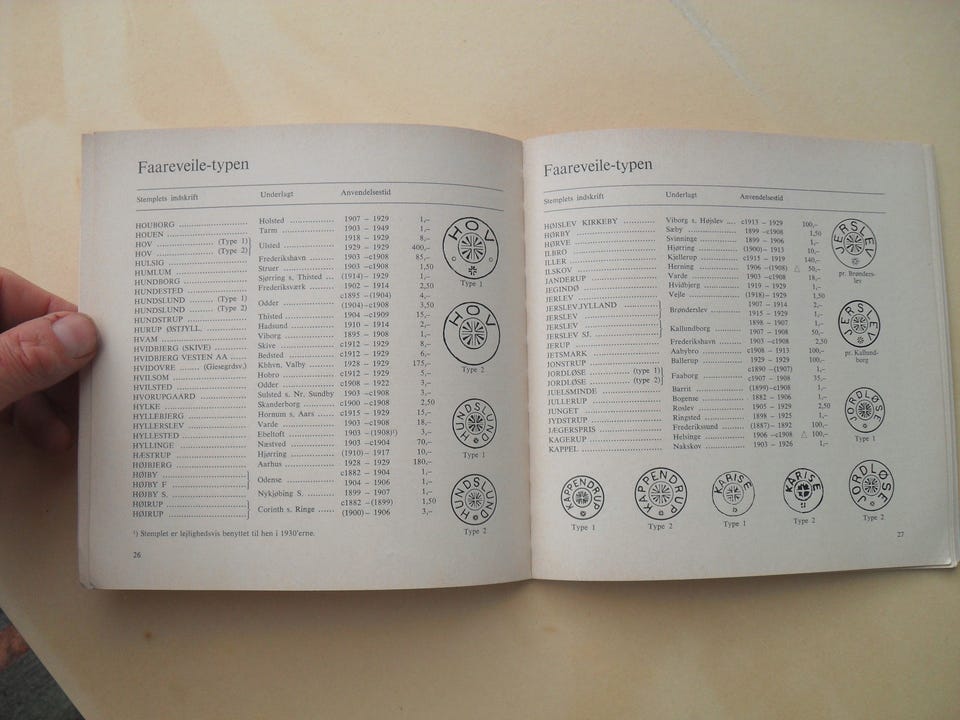 Faareveile-typen
Stemplets indskrift Underlagt Anvendelsestid
HOUBORG Holsted 1907 – 1929 1,–
HOUEN Tarm 1903 – 1949 1,–
HOV (Type 1) Ulsted 1918 – 1929 8,–
HOV (Type 2) 1929 – 1929 400,–
HULSIG Frederikshavn 1903 – c1908 85,–
HUMLUM Struer 1903 – c1908 1,50
HUNDBORG Sjørring s. Thisted (1914) – 1929 1,–
HUNDESTED Frederiksværk 1902 – 1914 2,50
HUNDSLUND (Type 1) Odder c1895 – (1904) 4,–
HUNDSLUND (Type 2) (1904) – c1908 3,50
HUNDSTRUP Thisted 1904 – c1909 15,–
HURUP ØSTJYLL. Hadsund 1910 – 1914 2,–
HVAM Viborg 1895 – 1908 1,–
HVIDBJERG (SKIVE) Skive c1912 – 1929 8,–
HVIDBJERG VESTEN AA Bedsted c1912 – 1929 6,–
HVIDOVRE (Giesegrdsv.) Kbhvn, Valby 1928 – 1929 175,–
HVILSOM Hobro c1912 – 1929 5,–
HVILSTED Odder c1908 – 1922 3,–
HVORUPGAARD Sulsted s. Nr. Sundby 1903 – c1908 3,–
HYLKE Skanderborg c1900 – c1908 2,50
HYLLEBJERG Hornum s. Aars c1915 – 1929 15,–
HYLLERSLEV Varde 1903 – c1908 18,–
HYLLESTED Ebeltoft 1903 – (1908)¹) 3,–
HYLLINGE Næstved 1903 – c1904 70,–
HÆSTRUP Hjørring (1910) – 1917 10,–
HØJBJERG Aarhus 1928 – 1929 180,–
HØJBY Odense c1882 – 1904 1,–
HØJBY F 1904 – 1906 1,–
HØJBY S. Nykjøbing S. 1899 – 1907 1,–
HØJRUP Corinth s. Ringe c1882 – (1899) 1,50
HØJRUP (1900) – 1906 3,–
HOV
Type 1
HOV
Type 2
HUNDSLUND
Type 1
HUNDSLUND
Type 2
¹) Stemplet er lejlighedsvis benyttet til hen i 1930'erne.
26
Faareveile-typen
Stemplets indskrift Underlagt Anvendelsestid
HØJSLEV KIRKEBY Viborg s. Højslev c1913 – 1929 100,–
HØRBY Sæby 1899 – c1908 1,50
HØRVE Svinninge 1899 – 1906 1,–
ILBRO Hjørring (1900) – 1913 10,–
ILLER Kjellerup c1915 – 1919 140,–
ILSKOV Herning 1906 – (1908) △ 50,–
JANDERUP Varde 1903 – c1908 18,–
JEGINDØ Hvidbjerg 1919 – 1929 1,–
JERLEV Vejle (1918) – 1929 1,50
JERSLEV.JYLLAND Brønderslev 1907 – 1914 2,–
JERSLEV 1915 – 1929 1,–
JERSLEV Kallundborg 1898 – 1907 1,–
JERSLEV SJ. 1907 – 1908 50,–
JERUP Frederikshavn 1903 – c1908 2,50
JETSMARK Aabybro c1908 – 1913 100,–
JONSTRUP Ballerup 1929 – 1929 100,–
JORDLØSE (type 1) Faaborg c1890 – (1907) 1,–
JORDLØSE (type 2) c1907 – 1908 35,–
JUELSMINDE Barrit (1899) – c1908 1,–
JULLERUP Bogense 1882 – 1906 1,–
JUNGET Roslev 1905 – 1929 2,50
JYDSTRUP Ringsted 1898 – 1925 1,–
JÆGERSPRIS Frederikssund (1887) – 1892 100,–
KAGERUP Helsinge 1906 – c1908 △ 100,–
KAPPEL Nakskov 1903 – 1926 1,–
JERSLEV
pr. Brønders-
lev
JERSLEV
pr. Kallund-
borg
JORDLØSE
Type 1
KAPPENDRUP KAPPENDRUP KARISE KARISE JORDLØSE
Type 1 Type 2 Type 1 Type 2 Type 2
27